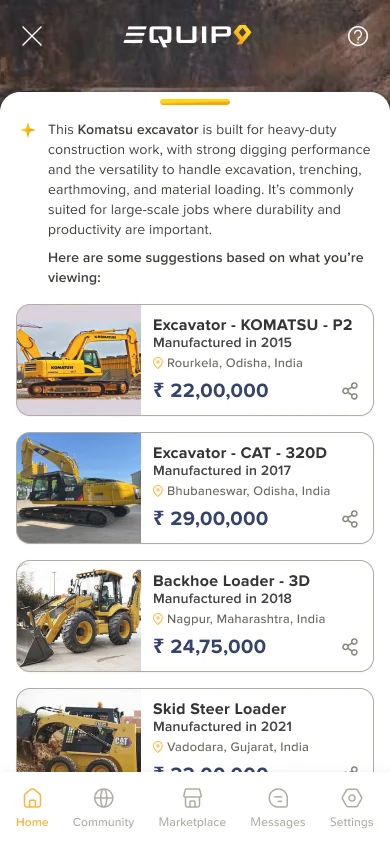 EQUIP9
This Komatsu excavator is built for heavy-duty
construction work, with strong digging performance
and the versatility to handle excavation, trenching,
earthmoving, and material loading. It's commonly
suited for large-scale jobs where durability and
productivity are important.
Here are some suggestions based on what you're
viewing:
KOMATSU
KOMATSU
Excavator - KOMATSU - P2
Manufactured in 2015
Rourkela, Odisha, India
₹ 22,00,000
CAT
Excavator - CAT - 320D
Manufactured in 2017
Bhubaneswar, Odisha, India
₹ 29,00,000
Backhoe Loader - 3D
Manufactured in 2018
Nagpur, Maharashtra, India
₹ 24,75,000
CAT
Skid Steer Loader
Manufactured in 2021
Vadodara, Gujarat, India
Home
Community
Marketplace
Messages
Settings